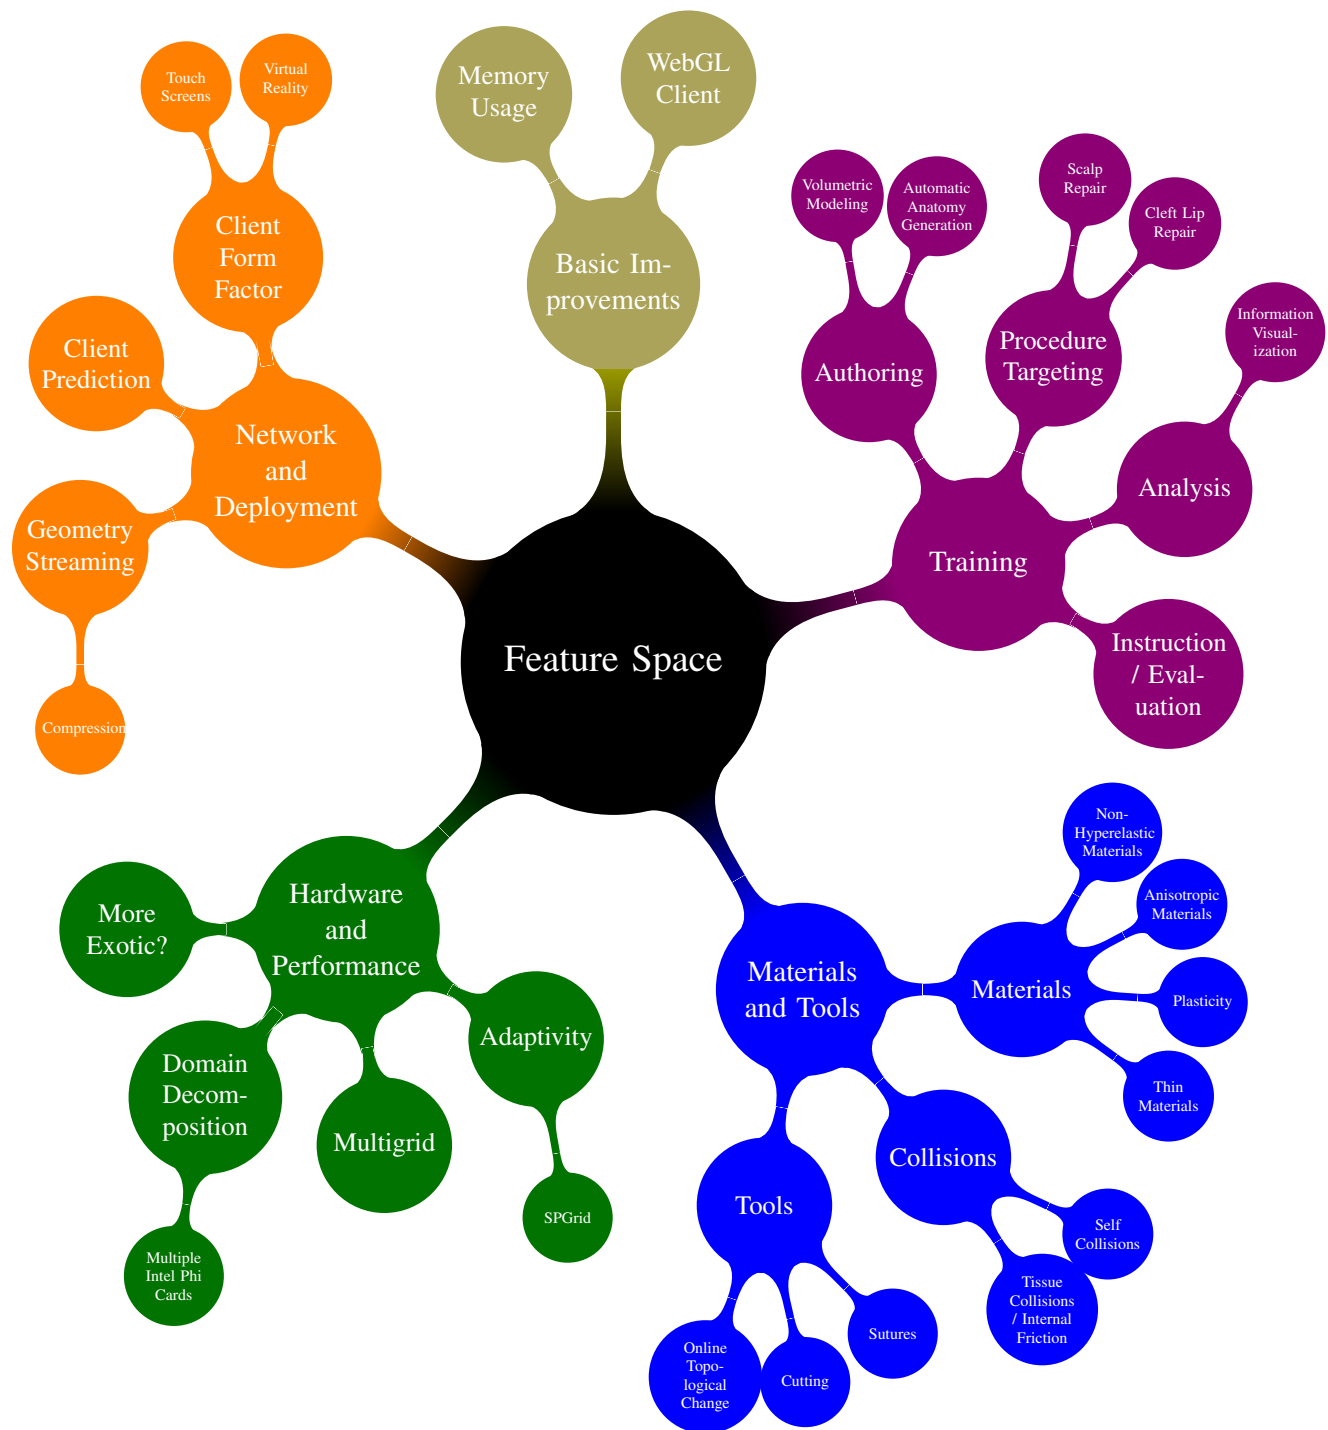 Feature Space
Basic Im-
provements
Memory
Usage
WebGL
Client
Network
and
Deployment
Client
Form
Factor
Touch
Screens
Virtual
Reality
Client
Prediction
Geometry
Streaming
Compression
Hardware
and
Performance
More
Exotic?
Domain
Decom-
position
Multiple
Intel Phi
Cards
Multigrid
Adaptivity
SPGrid
Materials
and Tools
Tools
Online
Topo-
logical
Change
Cutting
Sutures
Collisions
Tissue
Collisions
/ Internal
Friction
Self
Collisions
Materials
Thin
Materials
Plasticity
Anisotropic
Materials
Non-
Hyperelastic
Materials
Training
Instruction
/ Eval-
uation
Analysis
Information
Visual-
ization
Procedure
Targeting
Cleft Lip
Repair
Scalp
Repair
Authoring
Automatic
Anatomy
Generation
Volumetric
Modeling